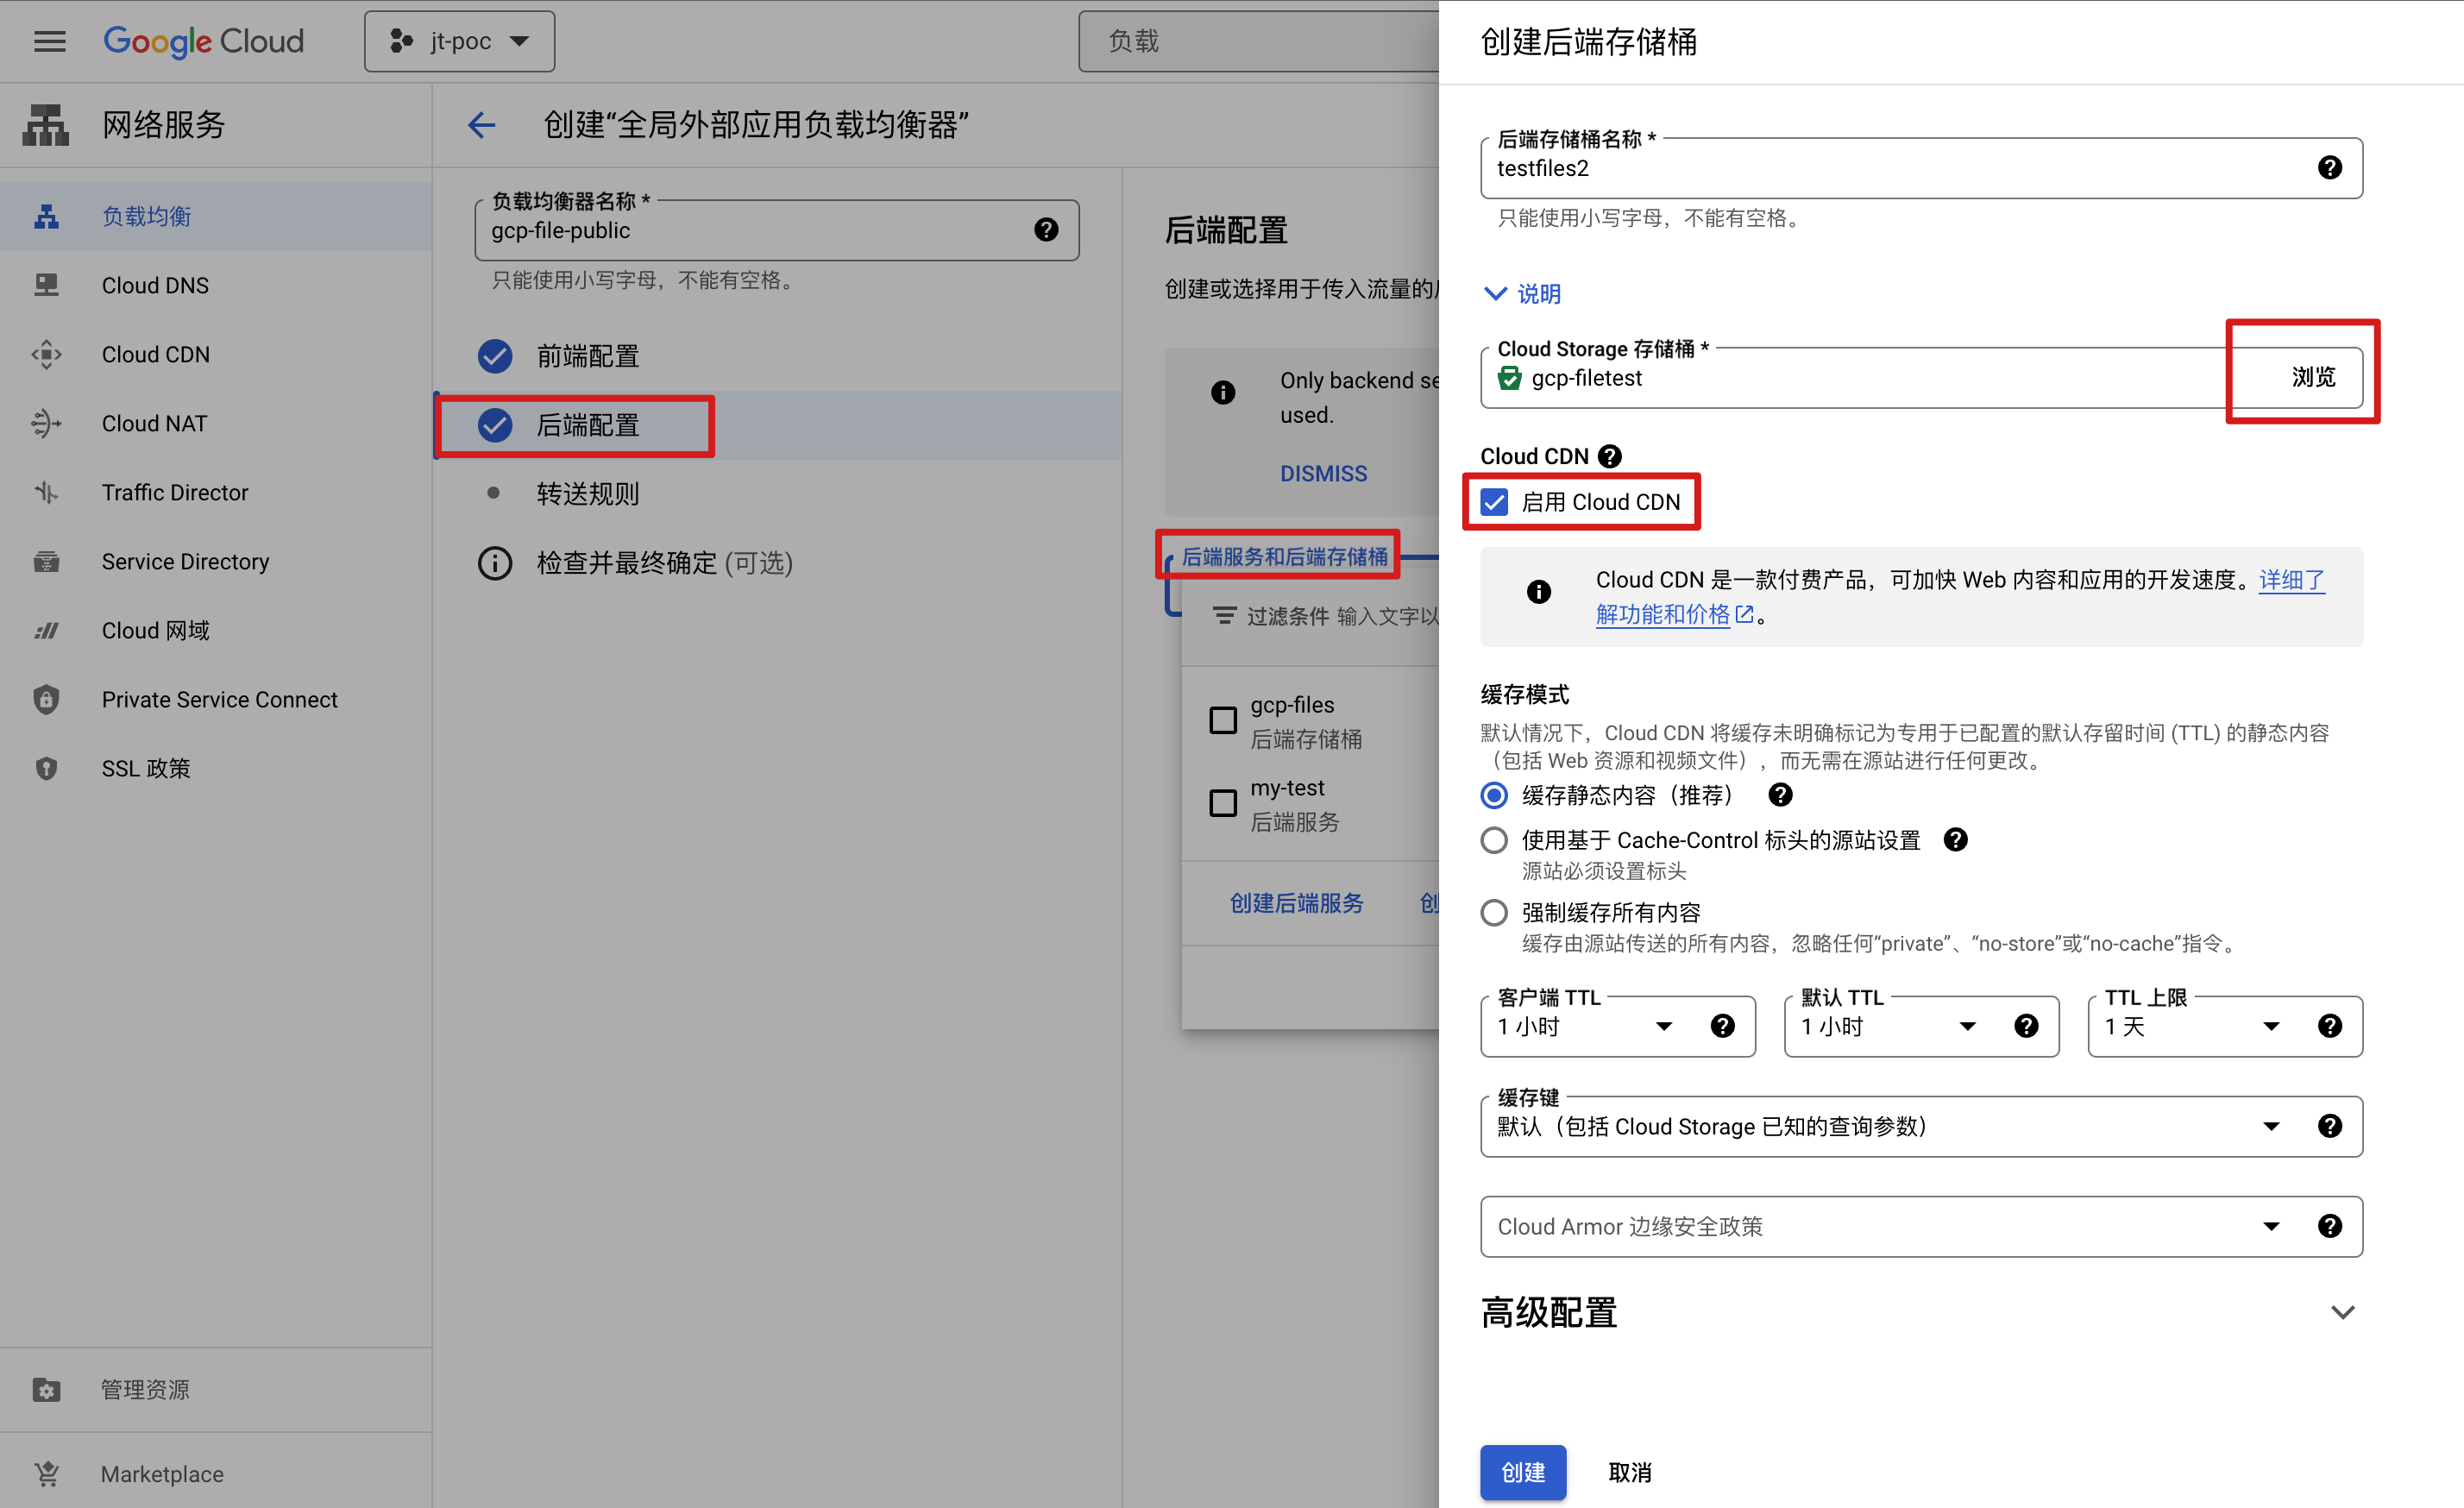 Google Cloud
jt-poc
负载
网络服务
负载均衡
Cloud DNS
Cloud CDN
Cloud NAT
Traffic Director
Service Directory
Cloud 网域
Private Service Connect
SSL 政策
管理资源
Marketplace
创建“全局外部应用负载均衡器”
负载均衡器名称 *
gcp-file-public
只能使用小写字母，不能有空格。
前端配置
后端配置
转送规则
检查并最终确定 (可选)
后端配置
创建或选择用于传入流量的
Only backend se
used.
DISMISS
后端服务和后端存储桶
过滤条件 输入文字以
gcp-files
后端存储桶
my-test
后端服务
创建后端服务 创
创建后端存储桶
后端存储桶名称 *
testfiles2
只能使用小写字母，不能有空格。
说明
Cloud Storage 存储桶 *
gcp-filetest
浏览
Cloud CDN
启用 Cloud CDN
Cloud CDN 是一款付费产品，可加快 Web 内容和应用的开发速度。详细了
解功能和价格。
缓存模式
默认情况下，Cloud CDN 将缓存未明确标记为专用于已配置的默认存留时间 (TTL) 的静态内容
（包括 Web 资源和视频文件），而无需在源站进行任何更改。
缓存静态内容（推荐）
使用基于 Cache-Control 标头的源站设置
源站必须设置标头
强制缓存所有内容
缓存由源站传送的所有内容，忽略任何“private”、“no-store”或“no-cache”指令。
客户端 TTL
1 小时
默认 TTL
1 小时
TTL 上限
1 天
缓存键
默认（包括 Cloud Storage 已知的查询参数）
Cloud Armor 边缘安全政策
高级配置
创建
取消